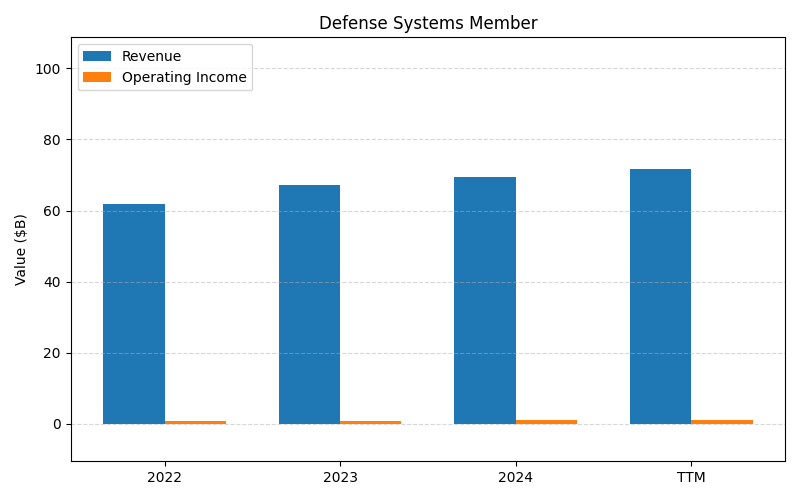 Defense Systems Member
Revenue
Operating Income
Value ($B)
100
80
60
40
20
0
2022 2023 2024 TTM